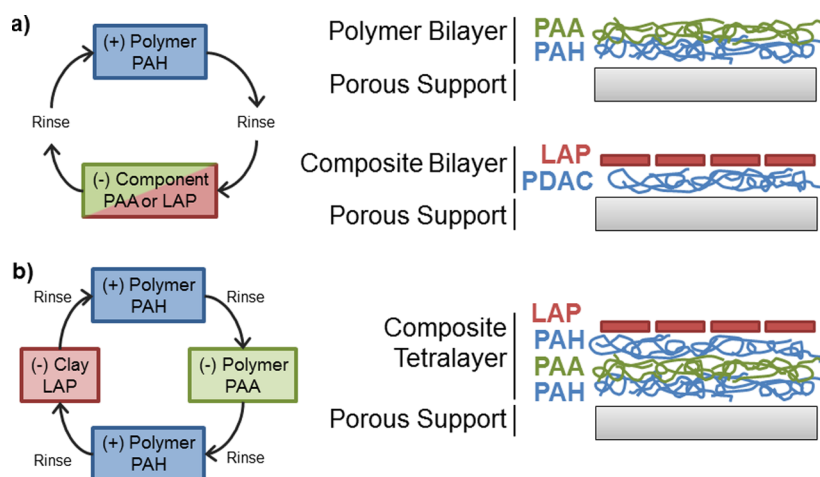 a)
(+) Polymer
PAH
Rinse
Rinse
(-) Component
PAA or LAP
Polymer Bilayer
PAA
PAH
Porous Support
Composite Bilayer
LAP
PDAC
Porous Support
b)
(+) Polymer
PAH
Rinse
Rinse
(-) Clay
LAP
(-) Polymer
PAA
Rinse
Rinse
(+) Polymer
PAH
Composite
Tetralayer
LAP
PAH
PAA
PAH
Porous Support